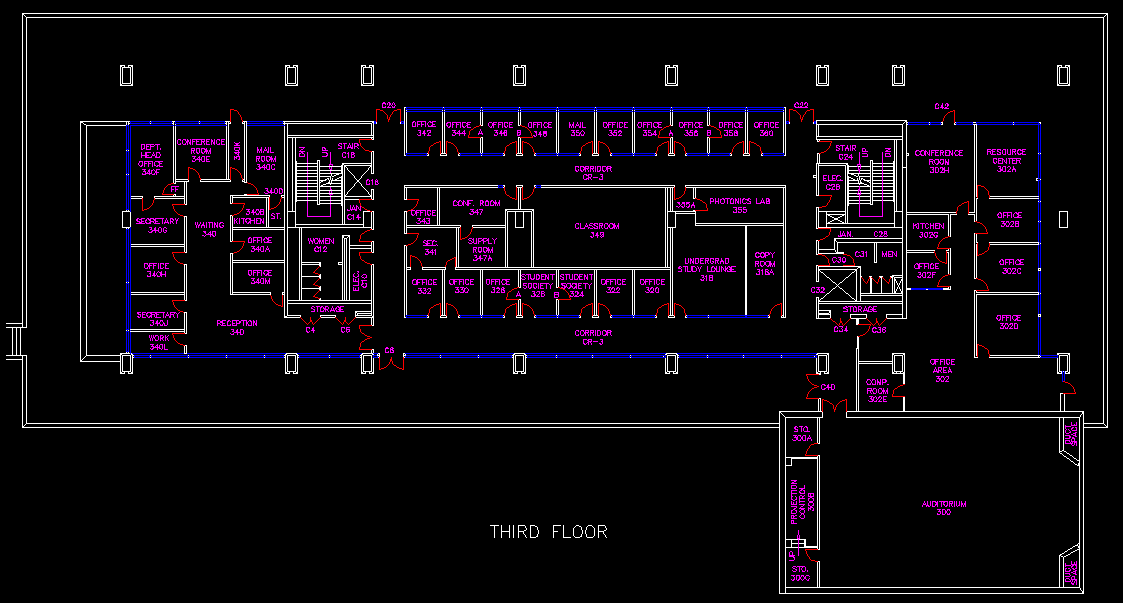 C20
C22
C42
OFFICE
342
OFFICE
344
A
OFFICE
346
B
OFFICE
348
MAIL
350
OFFICE
352
OFFICE
354
A
OFFICE
356
B
OFFICE
358
OFFICE
360
DEPT.
HEAD
OFFICE
340F
CONFERENCE
ROOM
340E
340K
MAIL
ROOM
340C
DN
UP
STAIR
C16
C18
CORRIDOR
CR-3
STAIR
C24
UP
DN
CONFERENCE
ROOM
302H
RESOURCE
CENTER
302A
ELEC.
340D
SECRETARY
340G
WAITING
340
340B
KITCHEN
ST.
JAN.
C14
OFFICE
343
CONF. ROOM
347
CLASSROOM
349
355A
PHOTONICS LAB
355
KITCHEN
302G
OFFICE
302B
OFFICE
340A
WOMEN
C12
SEC.
341
SUPPLY
ROOM
347A
JAN.
C28
C30
C31
MEN
OFFICE
340H
OFFICE
340M
ELEC.
C10
UNDERGRAD
STUDY LOUNGE
318
COPY
ROOM
318A
OFFICE
302F
OFFICE
302C
OFFICE
332
OFFICE
330
OFFICE
328
A
STUDENT
SOCIETY
326
B
STUDENT
SOCIETY
324
OFFICE
322
OFFICE
320
C32
SECRETARY
340J
RECEPTION
340
STORAGE
C4
C6
CORRIDOR
CR-3
STORAGE
C34
C36
OFFICE
302D
WORK
340L
C8
OFFICE
AREA
302
C40
COMP.
ROOM
302E
STO.
300A
DUCT
SPACE
PROJECTION
CONTROL
300B
AUDITORIUM
300
THIRD FLOOR
UP
STO.
300C
DUCT
SPACE